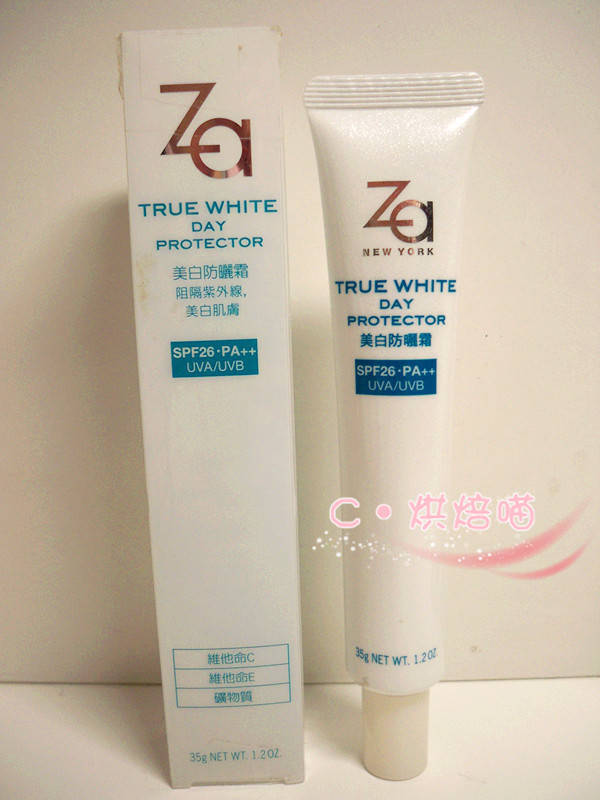 Za
TRUE WHITE
DAY
PROTECTOR
美白防曬霜
阻隔紫外線,
美白肌膚
SPF26·PA++
UVA/UVB
維他命C
維他命E
礦物質
35g NET WT. 1.2 OZ.
Za
NEW YORK
TRUE WHITE
DAY
PROTECTOR
美白防曬霜
SPF26·PA++
UVA/UVB
35g NET WT. 1.2 OZ.
C·烘焙喵